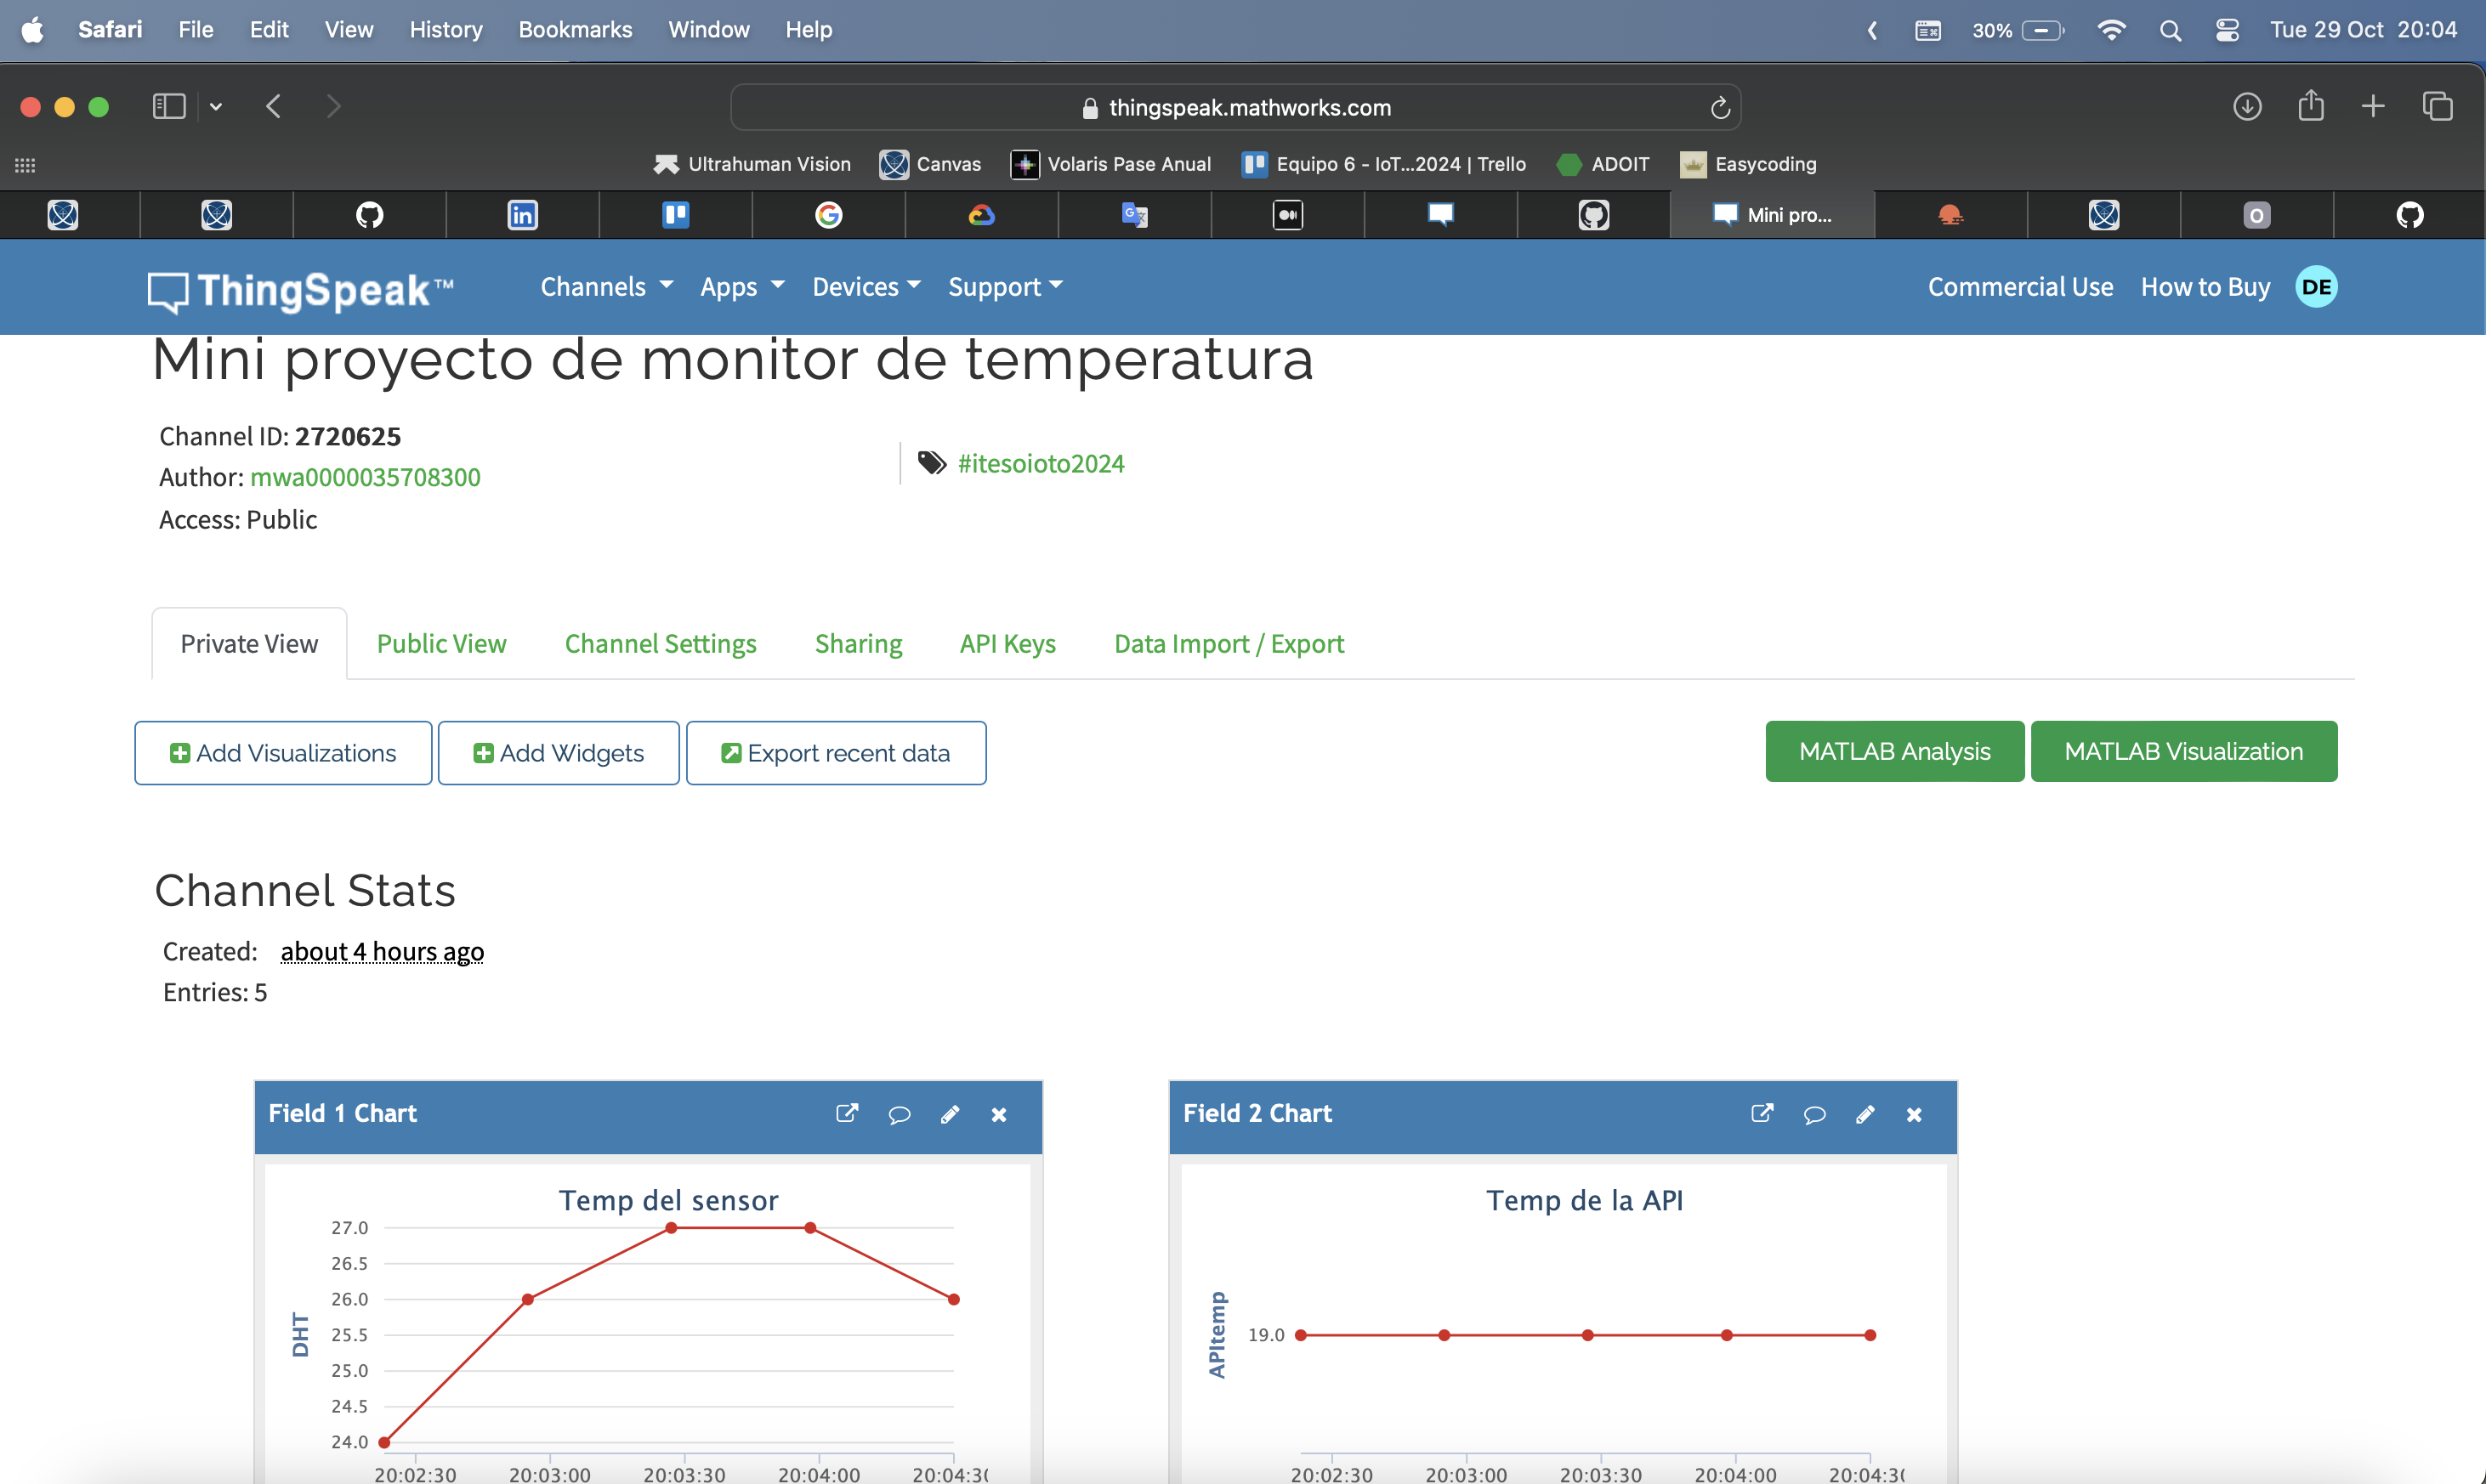 Safari File Edit View History Bookmarks Window Help 30% Tue 29 Oct 20:04
thingspeak.mathworks.com
Ultrahuman Vision Canvas Volaris Pase Anual Equipo 6 - IoT...2024 | Trello ADOIT Easycoding
Mini pro... O
ThingSpeak™ Channels Apps Devices Support Commercial Use How to Buy DE
Mini proyecto de monitor de temperatura
Channel ID: 2720625
Author: mwa0000035708300
Access: Public
#itesoioto2024
Private View Public View Channel Settings Sharing API Keys Data Import / Export
Add Visualizations Add Widgets Export recent data MATLAB Analysis MATLAB Visualization
Channel Stats
Created: about 4 hours ago
Entries: 5
Field 1 Chart
Temp del sensor
DHT
27.0
26.5
26.0
25.5
25.0
24.5
24.0
20:02:30 20:03:00 20:03:30 20:04:00 20:04:3
Field 2 Chart
Temp de la API
APItemp
19.0
20:02:30 20:03:00 20:03:30 20:04:00 20:04:3